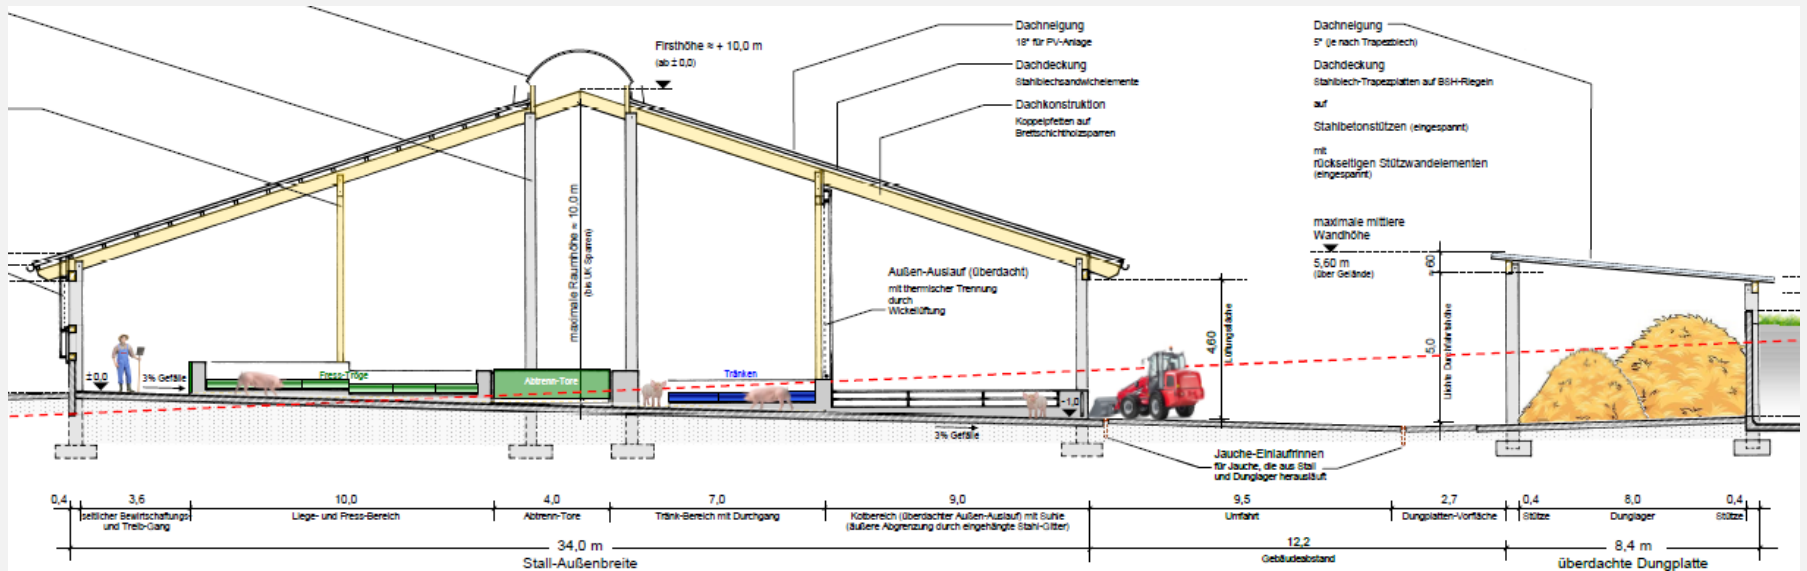 Firsthöhe ≈ + 10,0 m
(ab ± 0,0)
Dachneigung
18° für PV-Anlage
Dachdeckung
Stahlblechsandwichelemente
Dachkonstruktion
Koppelpfetten auf
Brettschichtholzsparren
Dachneigung
5° (je nach Trapezblech)
Dachdeckung
Stahlblech-Trapezplatten auf BSH-Riegeln
auf
Stahlbetonstützen (eingespannt)
mit
rückseitigen Stützwandelementen
(eingespannt)
maximale mittlere
Wandhöhe
5,60 m
(über Gelände)
maximale Raumhöhe ≈ 10,0 m
(bis UK Sparren)
Außen-Auslauf (überdacht)
mit thermischer Trennung
durch
Wickellüftung
4,60
Lüftungsfläche
60
5,0
Lichte Durchfahrtshöhe
± 0,0
3% Gefälle
Fress-Tröge
Abtrenn-Tore
Tränken
-1,0
3% Gefälle
Jauche-Einlaufrinnen
für Jauche, die aus Stall
und Dunglager herausläuft
0,4
3,6
10,0
4,0
7,0
9,0
9,5
2,7
0,4
8,0
0,4
seitlicher Bewirtschaftungs-
und Treib-Gang
Liege- und Fress-Bereich
Abtrenn-Tore
Tränk-Bereich mit Durchgang
Kotbereich (überdachter Außen-Auslauf) mit Suhle
(äußere Abgrenzung durch eingehängte Stahl-Gitter)
Umfahrt
Dungplatten-Vorfläche
Stütze
Dunglager
Stütze
34,0 m
Stall-Außenbreite
12,2
Gebäudeabstand
8,4 m
überdachte Dungplatte